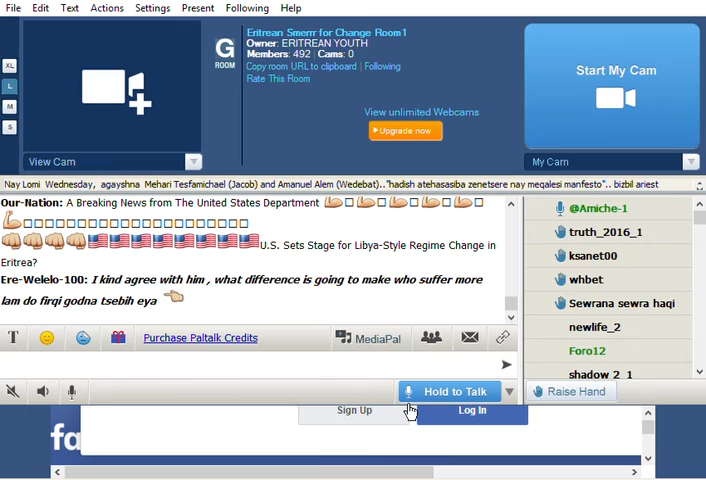 File Edit Text Actions Settings Present Following Help
Eritrean Smerrr for Change Room1
Owner: ERITREAN YOUTH
Members: 492 Cams: 0
Copy room URL to clipboard | Following
Rate This Room
G
ROOM
XL
L
M
S
View unlimited Webcams
Upgrade now
Start My Cam
View Cam
My Cam
Nay Lomi Wednesday, agayshna Mehari Tesfamichael (Jacob) and Amanuel Alem (Wedebat).."hadish atehasasiba zenetsere nay meqalesi manfesto".. bizbil ariest
Our-Nation: A Breaking News from The United States Department
U.S. Sets Stage for Libya-Style Regime Change in
Eritrea?
Ere-Welelo-100: I kind agree with him , what difference is going to make who suffer more
lam do firqi godna tsebih eya
@Amiche-1
truth_2016_1
ksanet00
whbet
Sewrana sewra haqi
newlife_2
Foro12
shadow_2_1
T
Purchase Paltalk Credits
MediaPal
Hold to Talk
Raise Hand
Sign Up
Log In
fa